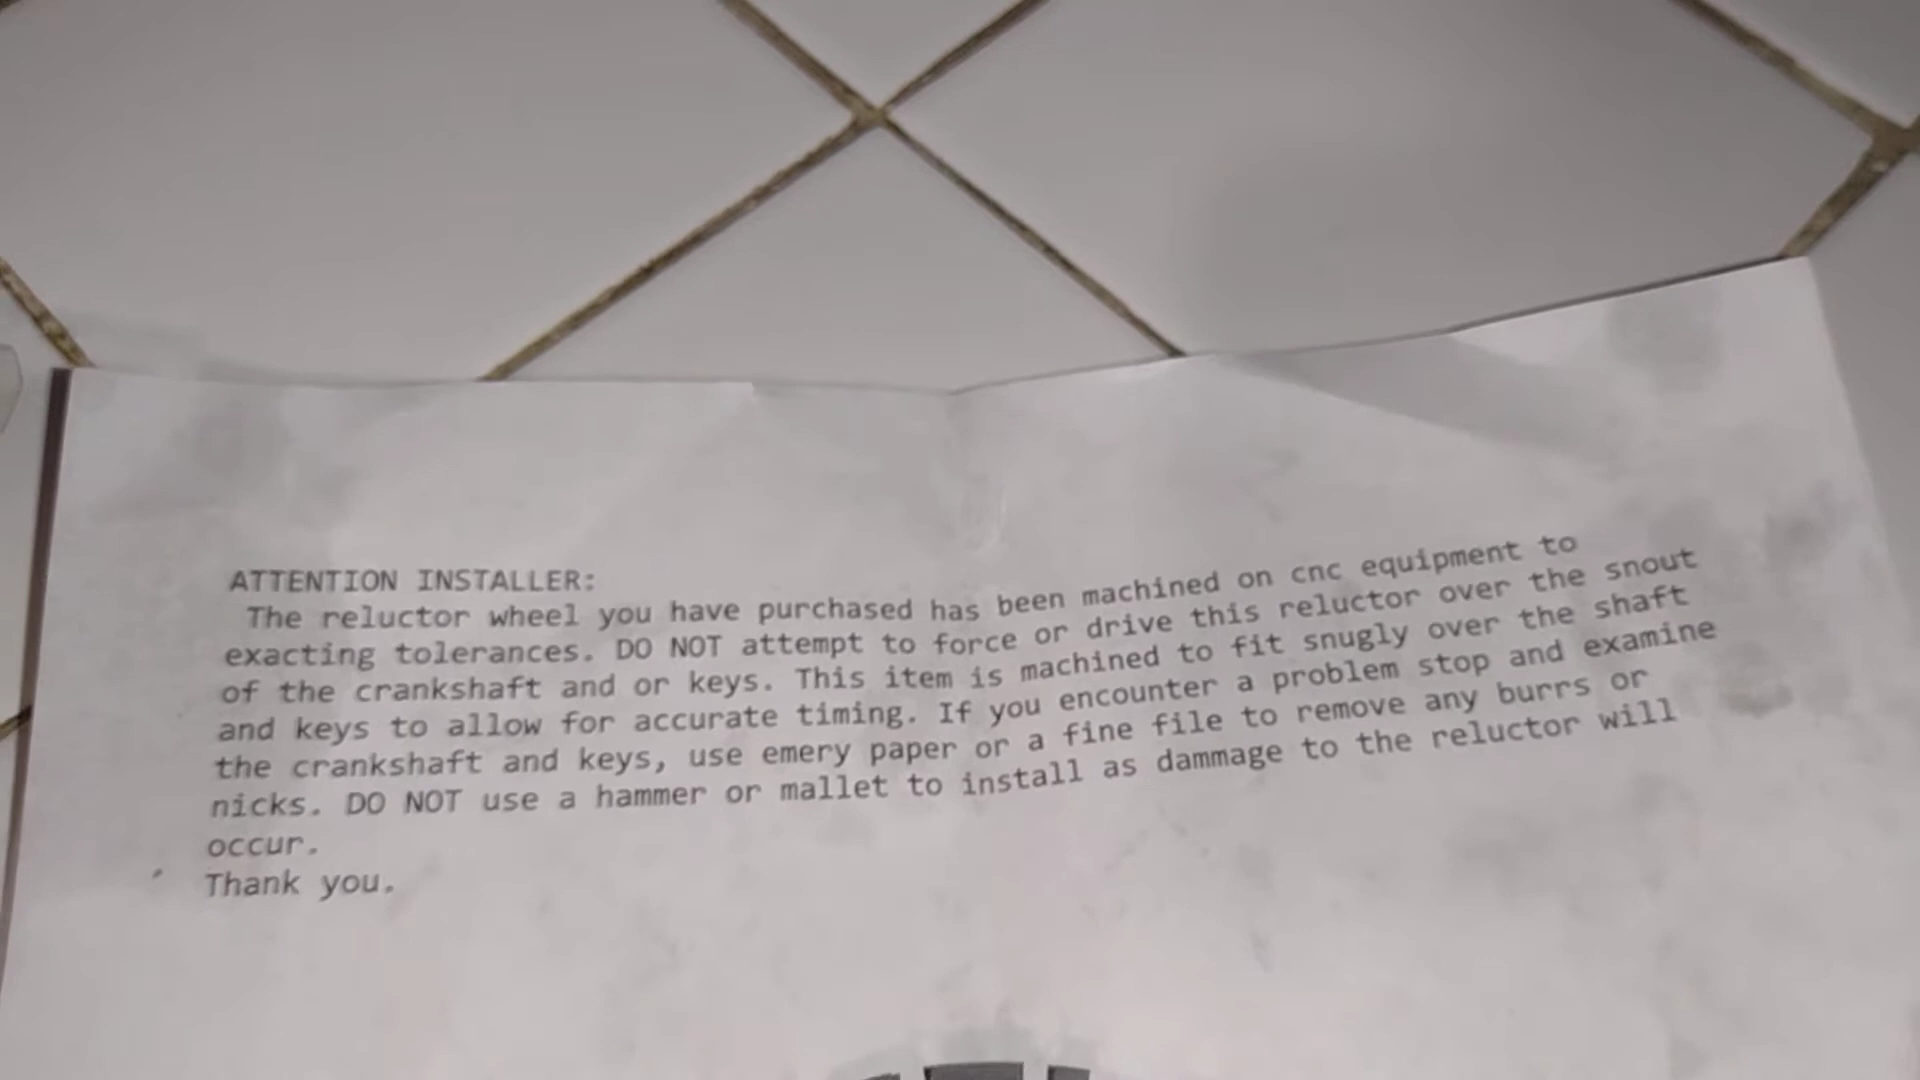 ATTENTION INSTALLER:
The reluctor wheel you have purchased has been machined on cnc equipment to
exacting tolerances. DO NOT attempt to force or drive this reluctor over the snout
of the crankshaft and or keys. This item is machined to fit snugly over the shaft
and keys to allow for accurate timing. If you encounter a problem stop and examine
the crankshaft and keys, use emery paper or a fine file to remove any burrs or
nicks. DO NOT use a hammer or mallet to install as dammage to the reluctor will
occur.
Thank you.